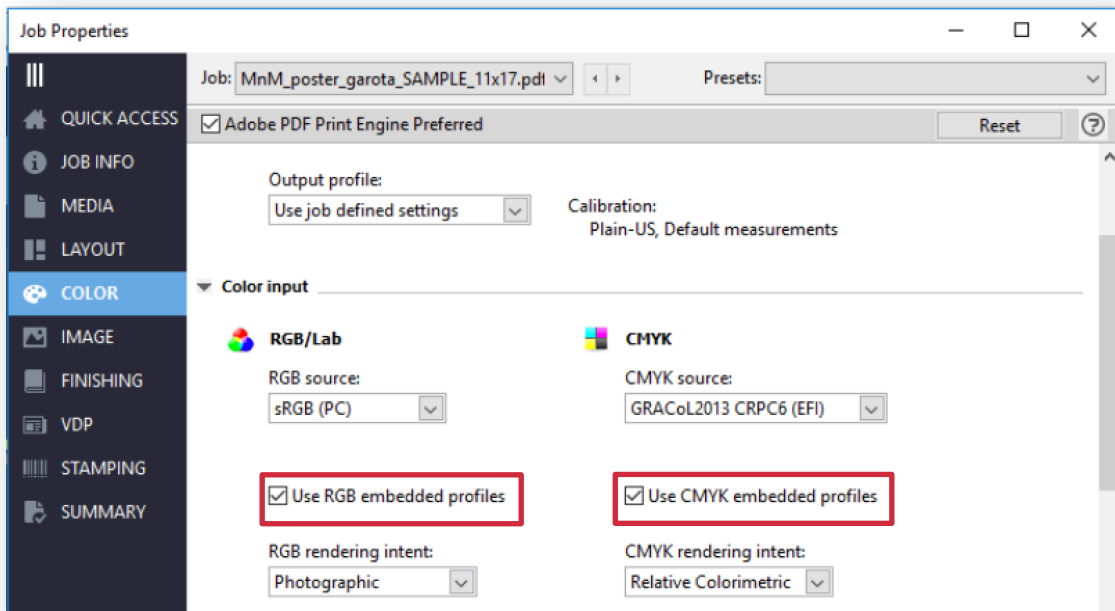 Job Properties
Job: MnM_poster_garota_SAMPLE_11x17.pdf Presets:
QUICK ACCESS
JOB INFO
MEDIA
LAYOUT
COLOR
IMAGE
FINISHING
VDP
STAMPING
SUMMARY
Adobe PDF Print Engine Preferred Reset ?
Output profile:
Use job defined settings
Calibration:
Plain-US, Default measurements
Color input
RGB/Lab
RGB source:
sRGB (PC)
Use RGB embedded profiles
RGB rendering intent:
Photographic
CMYK
CMYK source:
GRACoL2013 CRPC6 (EFI)
Use CMYK embedded profiles
CMYK rendering intent:
Relative Colorimetric